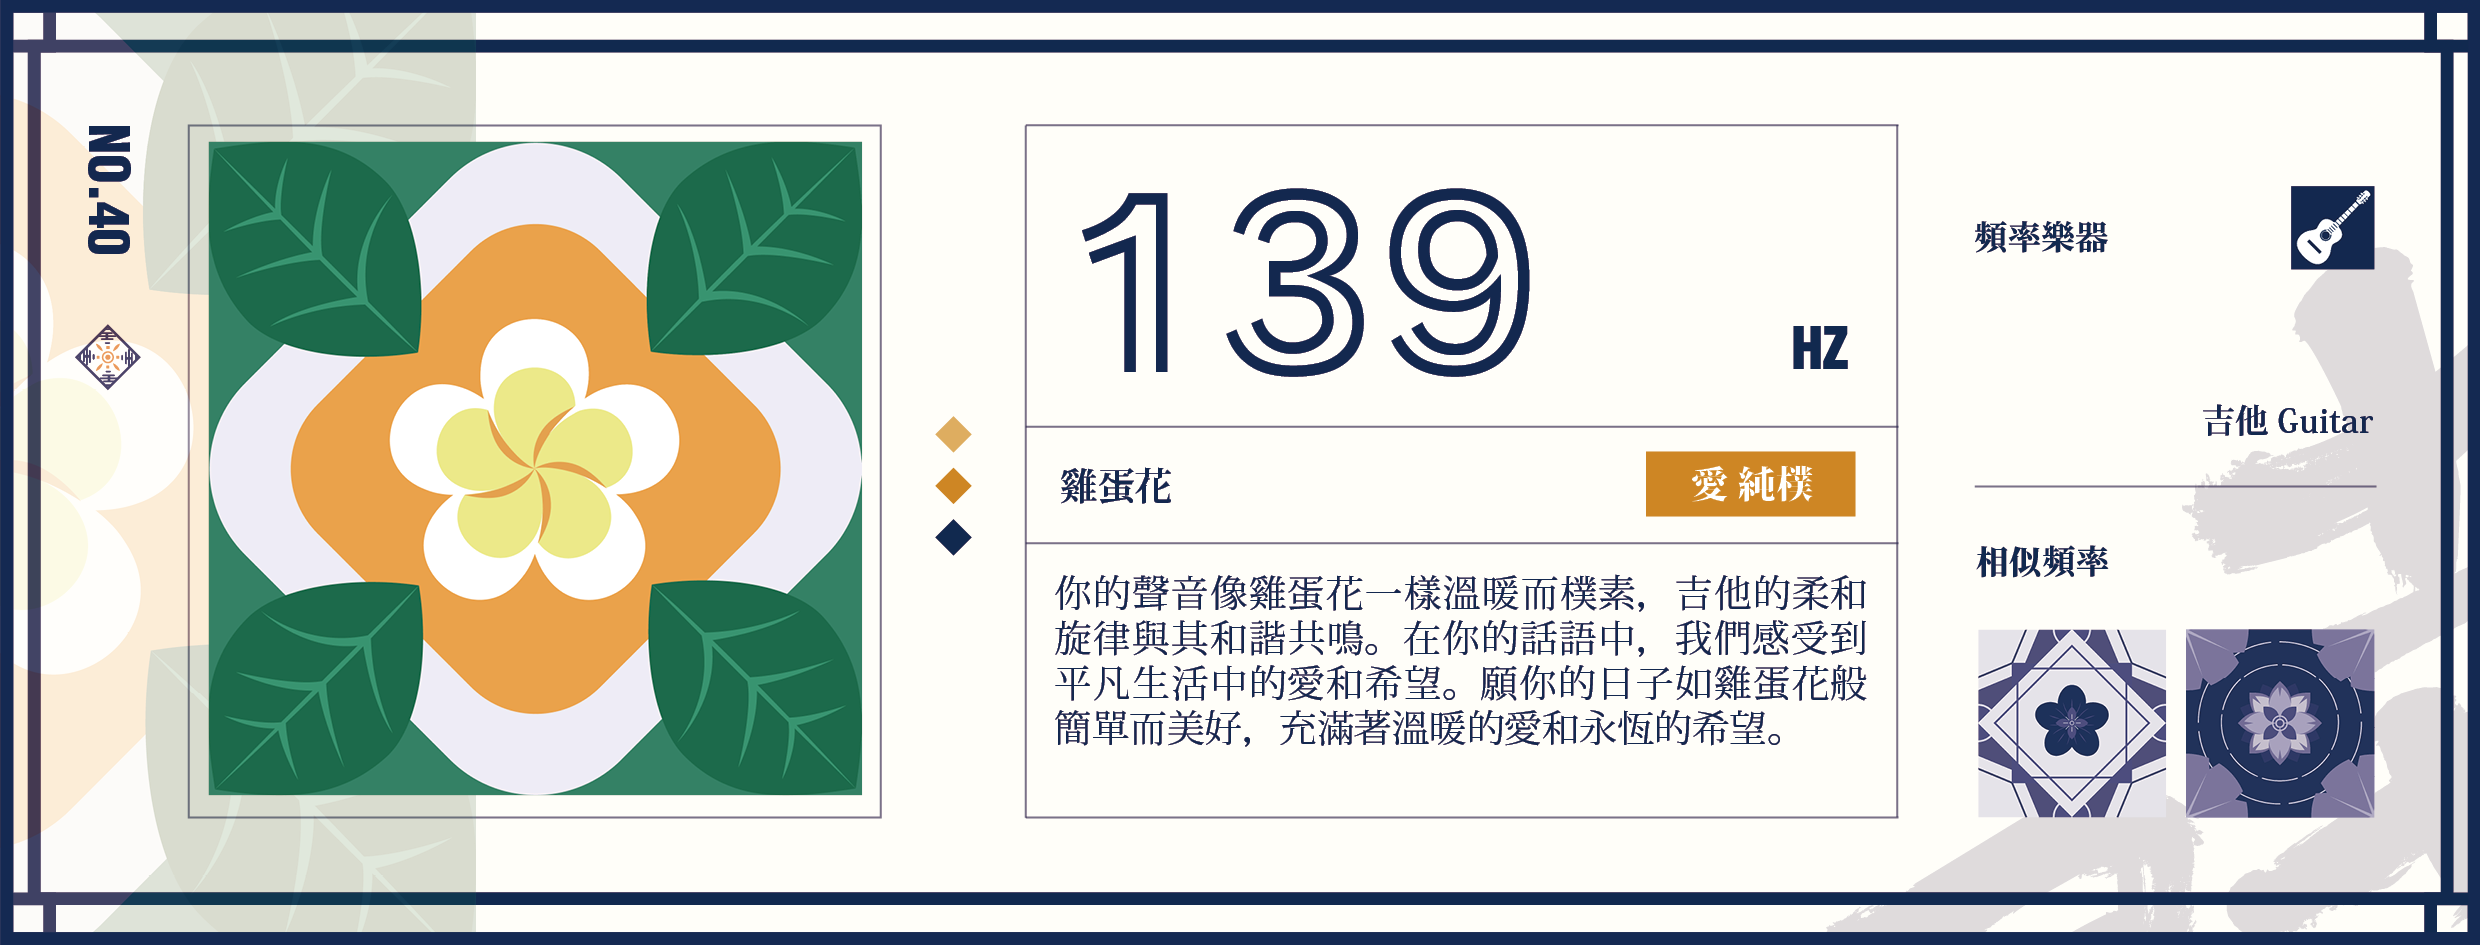 NO.40
139
HZ
雞蛋花
愛 純樸
你的聲音像雞蛋花一樣溫暖而樸素，吉他的柔和
旋律與其和諧共鳴。在你的話語中，我們感受到
平凡生活中的愛和希望。願你的日子如雞蛋花般
簡單而美好，充滿著溫暖的愛和永恆的希望。
頻率樂器
吉他 Guitar
相似頻率